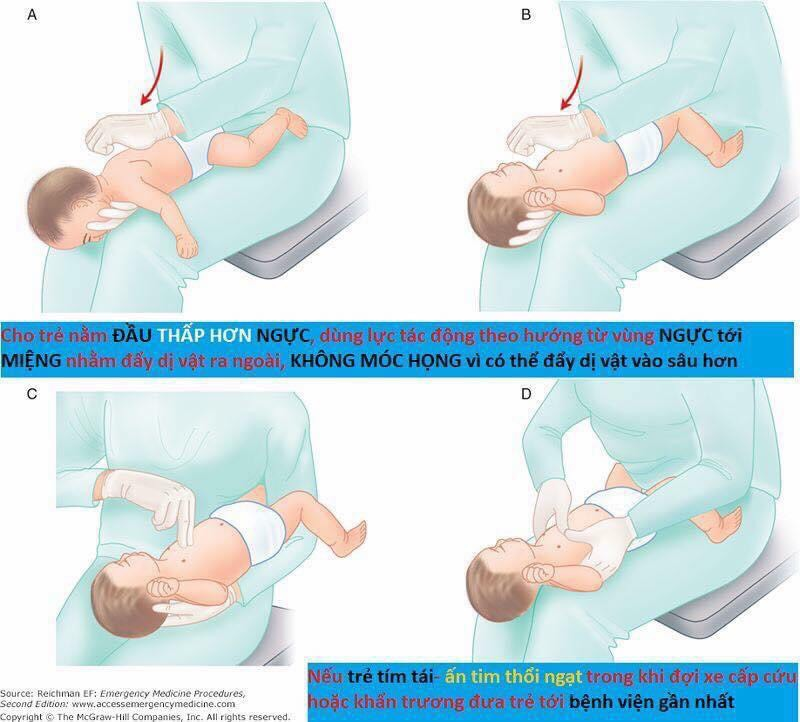 A
B
Cho trẻ nằm ĐẦU THẤP HƠN NGỰC, dùng lực tác động theo hướng từ vùng NGỰC tới
MIỆNG nhằm đẩy dị vật ra ngoài, KHÔNG MÓC HỌNG vì có thể đẩy dị vật vào sâu hơn
C
D
Nếu trẻ tím tái- ấn tim thổi ngạt trong khi đợi xe cấp cứu
hoặc khẩn trương đưa trẻ tới bệnh viện gần nhất
Source: Reichman EF: Emergency Medicine Procedures,
Second Edition: www.accessemergencymedicine.com
Copyright © The McGraw-Hill Companies, Inc. All rights reserved.